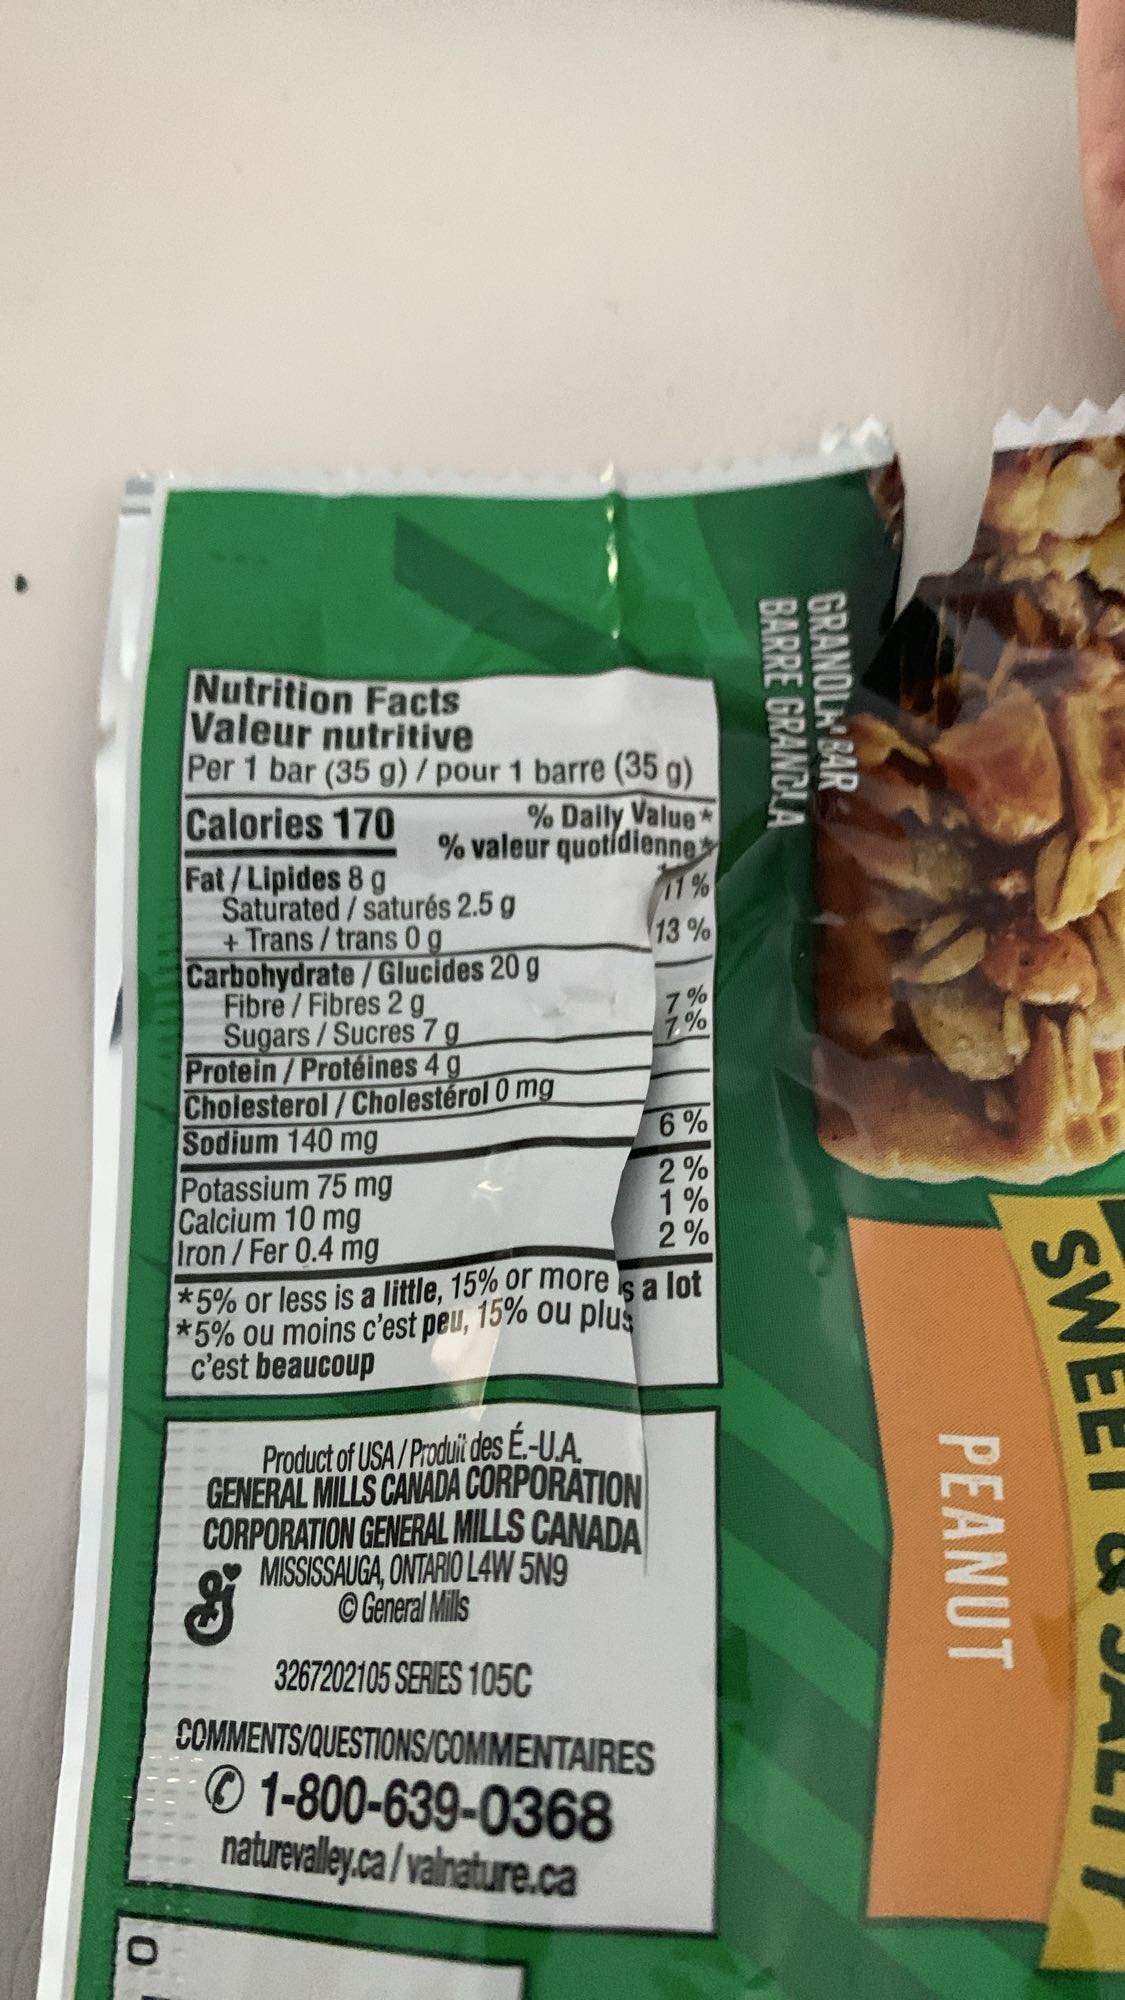 Nutrition Facts
Valeur nutritive
Per 1 bar (35 g) / pour 1 barre (35 g)
Calories 170
% Daily Value*
% valeur quotidienne*
Fat / Lipides 8 g 11 %
Saturated / saturés 2.5 g
+ Trans / trans 0 g 13 %
Carbohydrate / Glucides 20 g
Fibre / Fibres 2 g 7 %
Sugars / Sucres 7 g 7 %
Protein / Protéines 4 g
Cholesterol / Cholestérol 0 mg
Sodium 140 mg 6 %
Potassium 75 mg 2 %
Calcium 10 mg 1 %
Iron / Fer 0.4 mg 2 %
*5% or less is a little, 15% or more is a lot
*5% ou moins c'est peu, 15% ou plus
c'est beaucoup
Product of USA / Produit des É.-U.A.
GENERAL MILLS CANADA CORPORATION
CORPORATION GENERAL MILLS CANADA
MISSISSAUGA, ONTARIO L4W 5N9
© General Mills
3267202105 SERIES 105C
COMMENTS/QUESTIONS/COMMENTAIRES
1-800-639-0368
naturevalley.ca / valnature.ca
0
GRANOLA BAR
BARRE GRANOLA
SWEET & SALTY
PEANUT